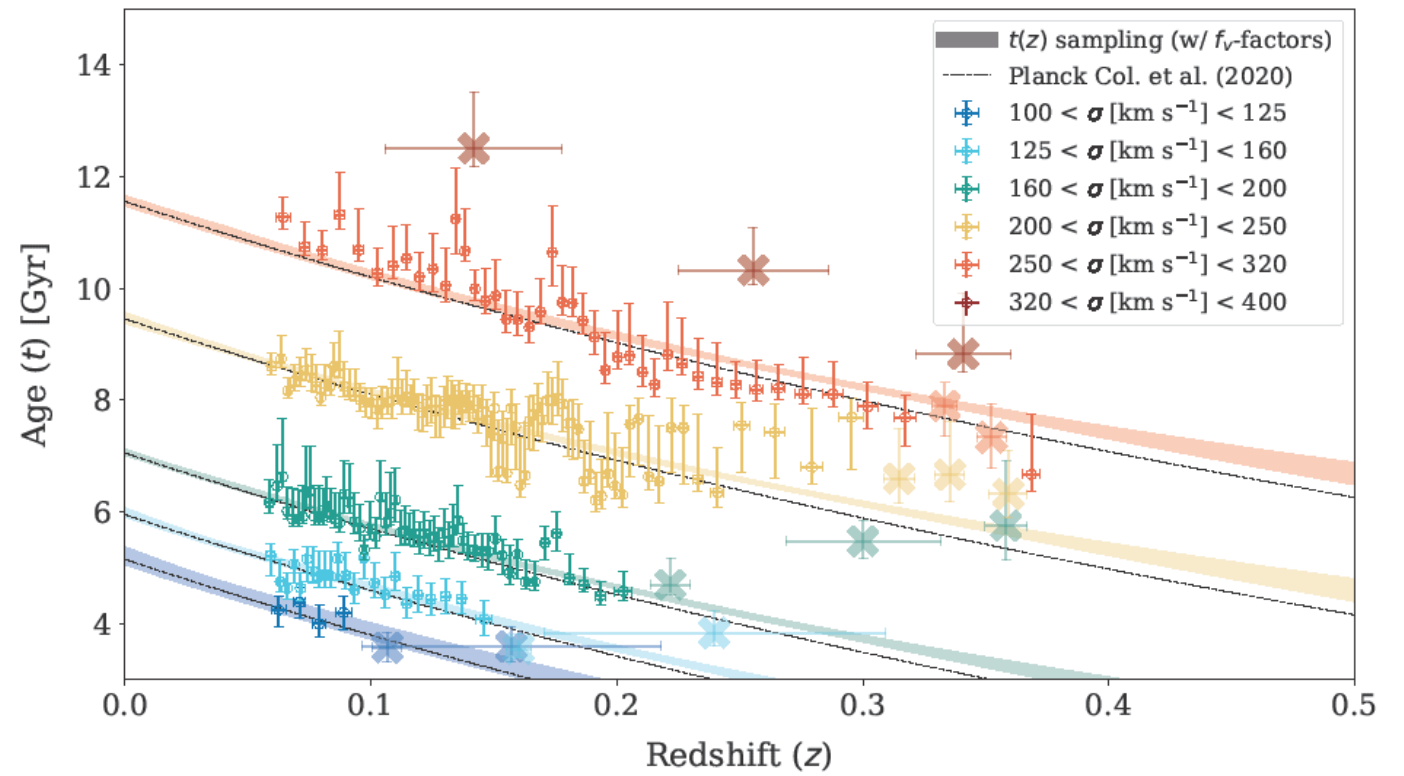 t(z) sampling (w/ fᵥ-factors)
Planck Col. et al. (2020)
100 < σ [km s⁻¹] < 125
125 < σ [km s⁻¹] < 160
160 < σ [km s⁻¹] < 200
200 < σ [km s⁻¹] < 250
250 < σ [km s⁻¹] < 320
320 < σ [km s⁻¹] < 400
Age (t) [Gyr]
14
12
10
8
6
4
0.0 0.1 0.2 0.3 0.4 0.5
Redshift (z)